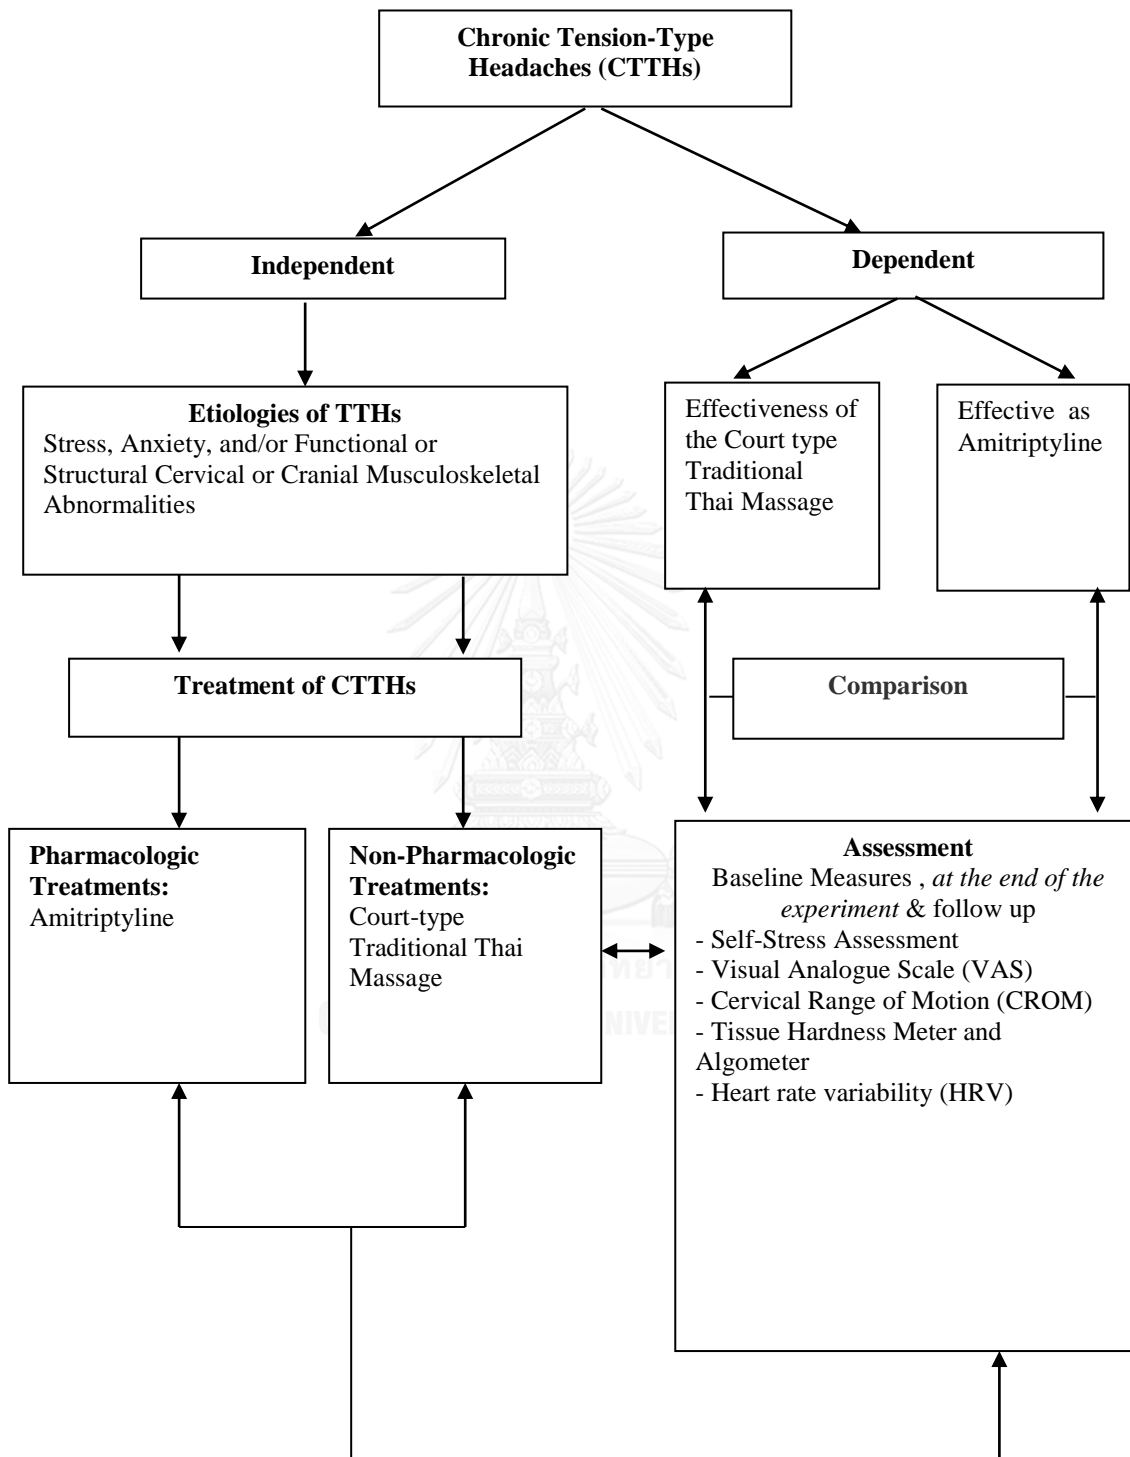 Chronic Tension-Type
Headaches (CTTHs)
Independent
Dependent
Etiologies of TTHs
Stress, Anxiety, and/or Functional or
Structural Cervical or Cranial Musculoskeletal
Abnormalities
Effectiveness of
the Court type
Traditional
Thai Massage
Effective as
Amitriptyline
Treatment of CTTHs
Comparison
Pharmacologic
Treatments:
Amitriptyline
Non-Pharmacologic
Treatments:
Court-type
Traditional Thai
Massage
Assessment
Baseline Measures , at the end of the
experiment & follow up
- Self-Stress Assessment
- Visual Analogue Scale (VAS)
- Cervical Range of Motion (CROM)
- Tissue Hardness Meter and
Algometer
- Heart rate variability (HRV)